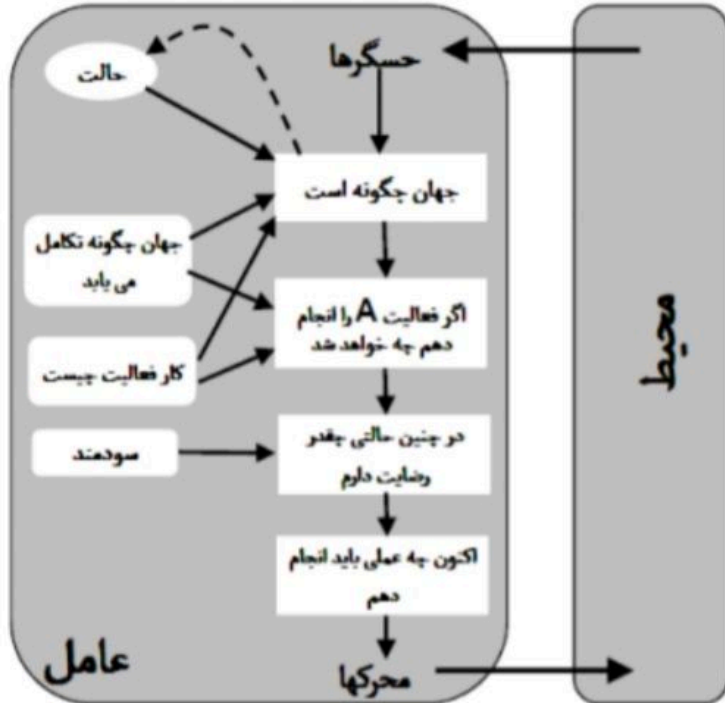 حسگرها
حالت
جهان چگونه است
جهان چگونه تکامل
می یابد
اگر فعالیت A را انجام
دهم چه خواهد شد
کار فعالیت چیست
در چنین حالتی چقدر
رضایت دارم
سودمند
اکنون چه عملی باید انجام
دهم
محرکها
عامل
محیط